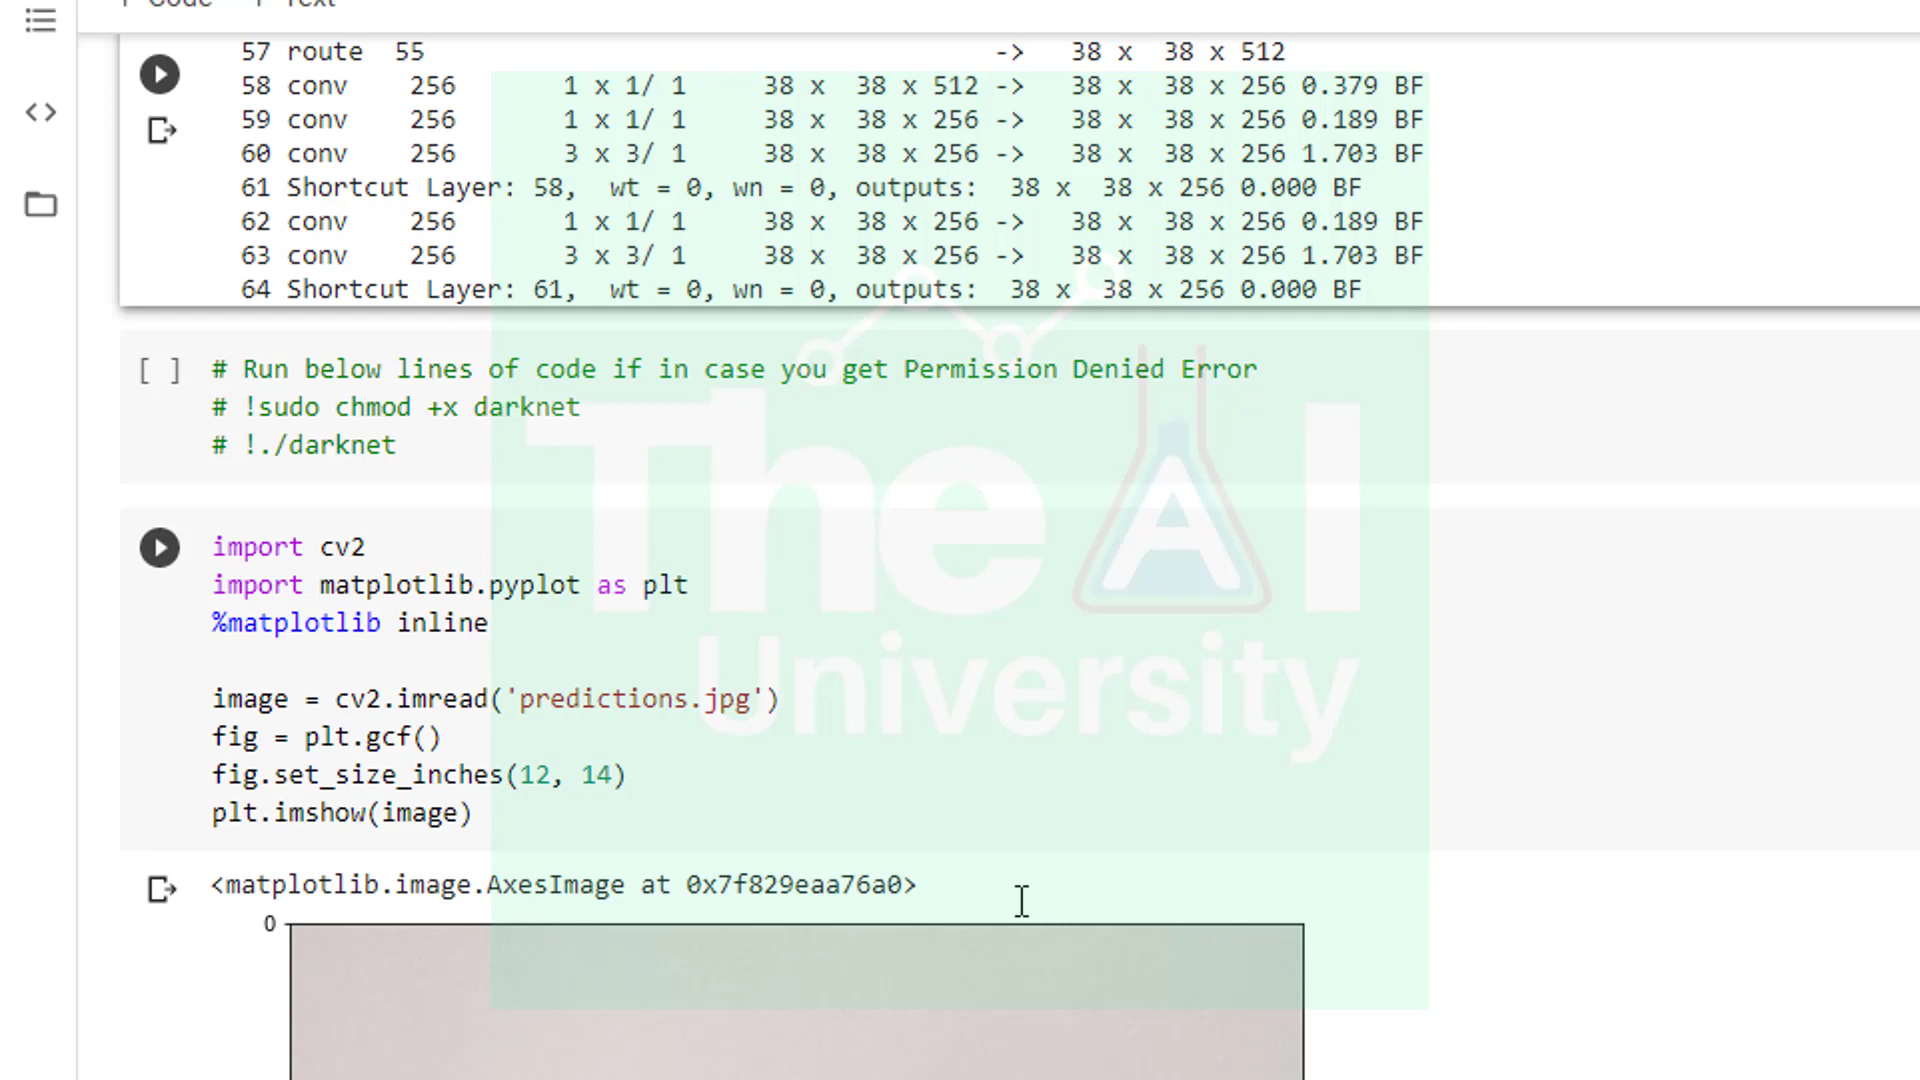 + Code + Text
57 route 55 -> 38 x 38 x 512
58 conv 256 1 x 1/ 1 38 x 38 x 512 -> 38 x 38 x 256 0.379 BF
59 conv 256 1 x 1/ 1 38 x 38 x 256 -> 38 x 38 x 256 0.189 BF
60 conv 256 3 x 3/ 1 38 x 38 x 256 -> 38 x 38 x 256 1.703 BF
61 Shortcut Layer: 58, wt = 0, wn = 0, outputs: 38 x 38 x 256 0.000 BF
62 conv 256 1 x 1/ 1 38 x 38 x 256 -> 38 x 38 x 256 0.189 BF
63 conv 256 3 x 3/ 1 38 x 38 x 256 -> 38 x 38 x 256 1.703 BF
64 Shortcut Layer: 61, wt = 0, wn = 0, outputs: 38 x 38 x 256 0.000 BF
[ ] # Run below lines of code if in case you get Permission Denied Error
# !sudo chmod +x darknet
# !./darknet
import cv2
import matplotlib.pyplot as plt
%matplotlib inline
image = cv2.imread('predictions.jpg')
fig = plt.gcf()
fig.set_size_inches(12, 14)
plt.imshow(image)
<matplotlib.image.AxesImage at 0x7f829eaa76a0>
0
The AI
University